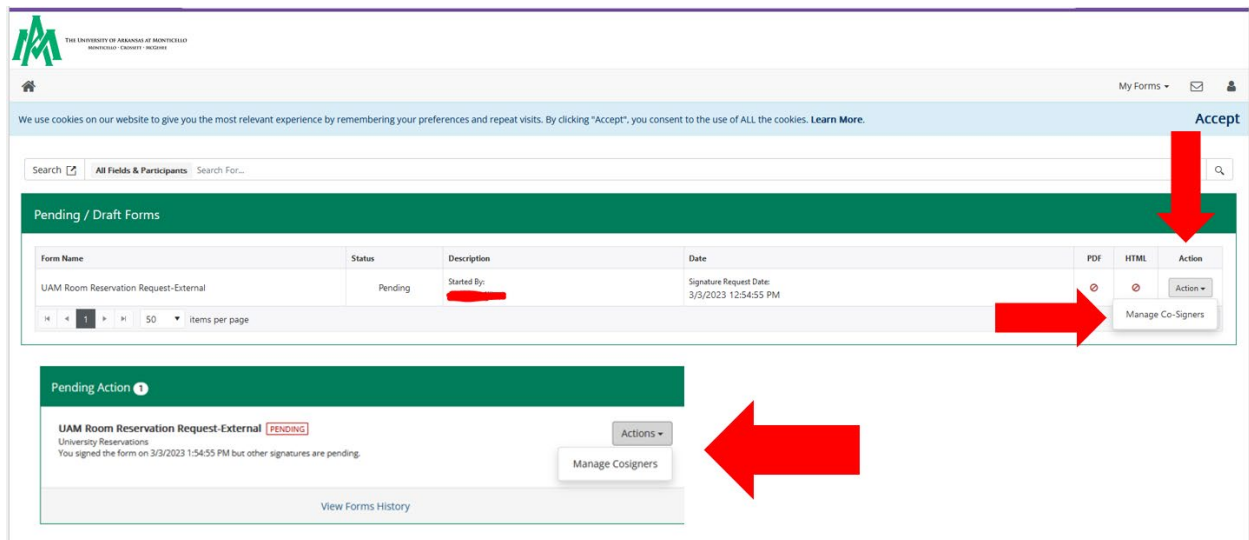 THE UNIVERSITY OF ARKANSAS AT MONTICELLO
MONTICELLO · CROSSETT · MCGEHEE
My Forms
We use cookies on our website to give you the most relevant experience by remembering your preferences and repeat visits. By clicking "Accept", you consent to the use of ALL the cookies. Learn More.
Accept
Search All Fields & Participants Search For...
Pending / Draft Forms
Form Name Status Description Date PDF HTML Action
UAM Room Reservation Request-External Pending Started By: Signature Request Date: Action
3/3/2023 12:54:55 PM
1 50 items per page
Manage Co-Signers
Pending Action 1
UAM Room Reservation Request-External PENDING
University Reservations
You signed the form on 3/3/2023 1:54:55 PM but other signatures are pending.
Actions
Manage Cosigners
View Forms History